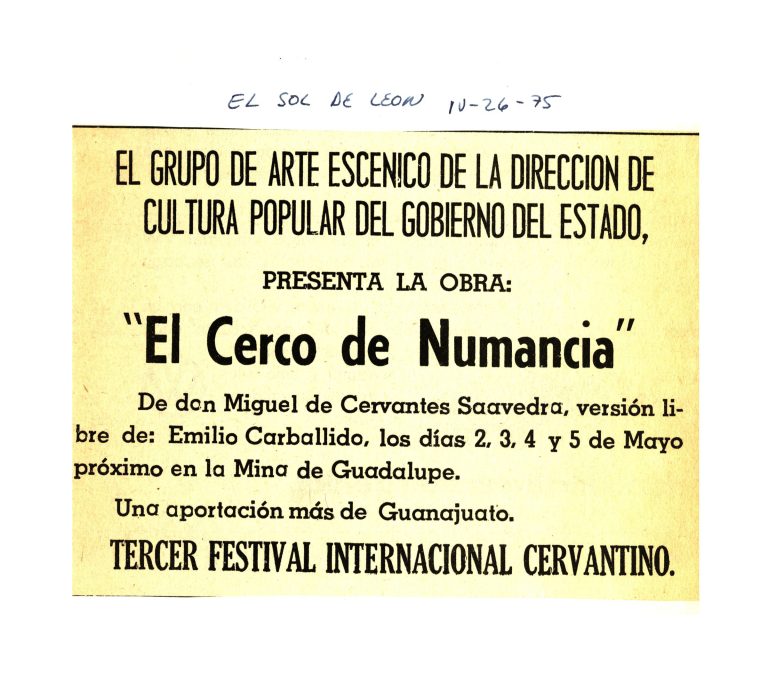 EL SOL DE LEON IV-26-75
EL GRUPO DE ARTE ESCENICO DE LA DIRECCION DE
CULTURA POPULAR DEL GOBIERNO DEL ESTADO,
PRESENTA LA OBRA:
"El Cerco de Numancia"
De don Miguel de Cervantes Saavedra, versión li-
bre de: Emilio Carballido, los días 2, 3, 4 y 5 de Mayo
próximo en la Mina de Guadalupe.
Una aportación más de Guanajuato.
TERCER FESTIVAL INTERNACIONAL CERVANTINO.